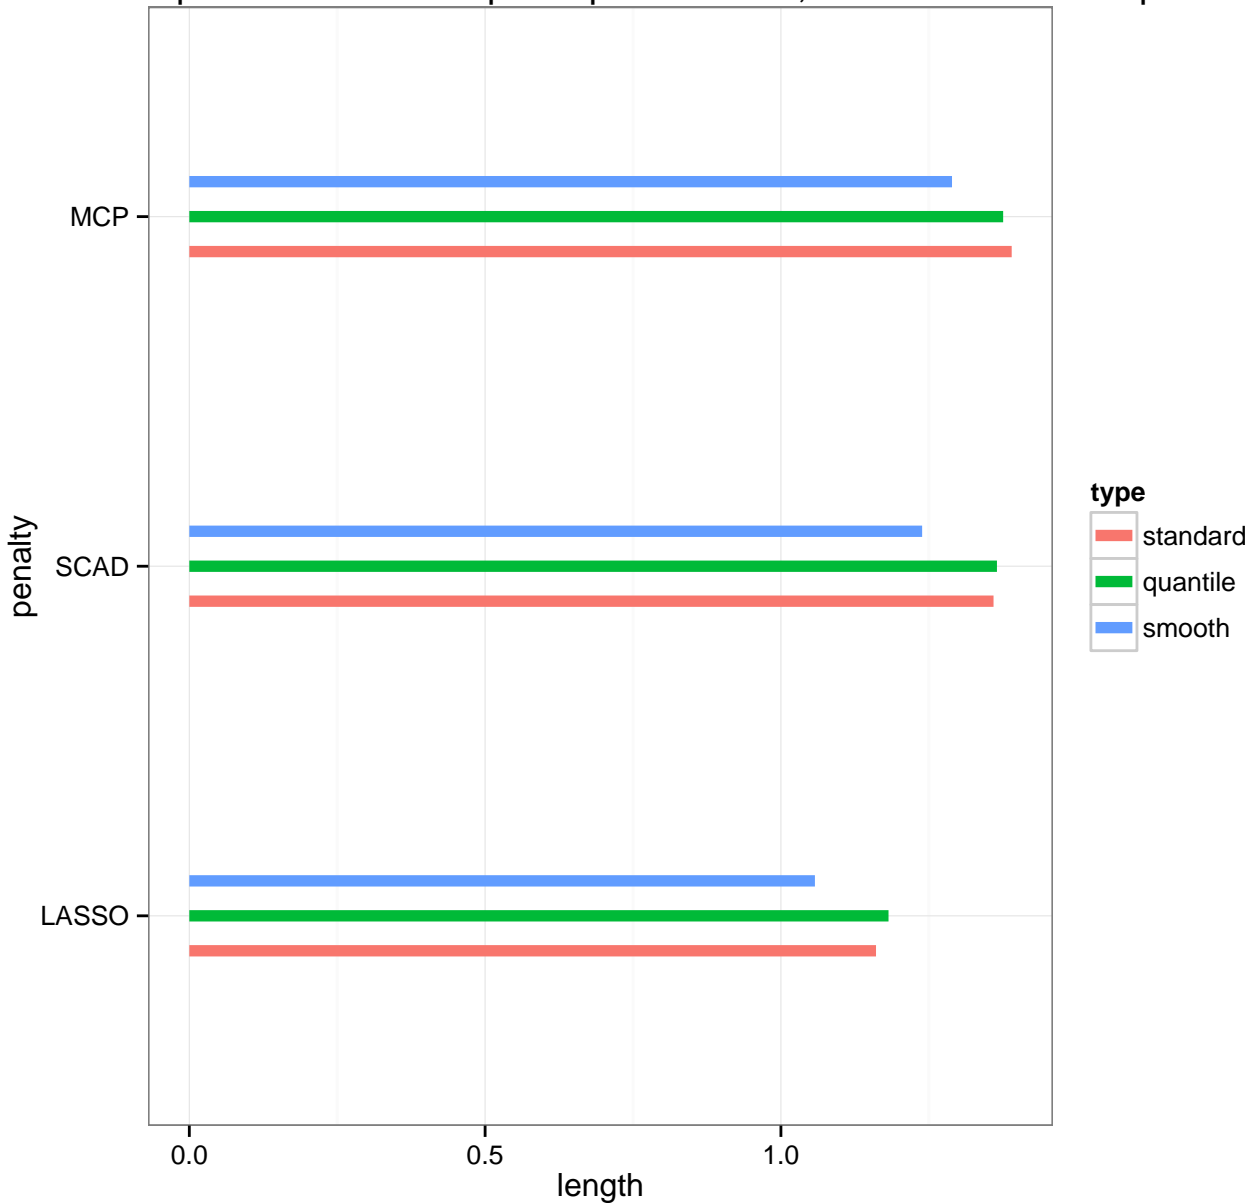 MCP
SCAD
LASSO
penalty
0.0 0.5 1.0
length
type
standard
quantile
smooth